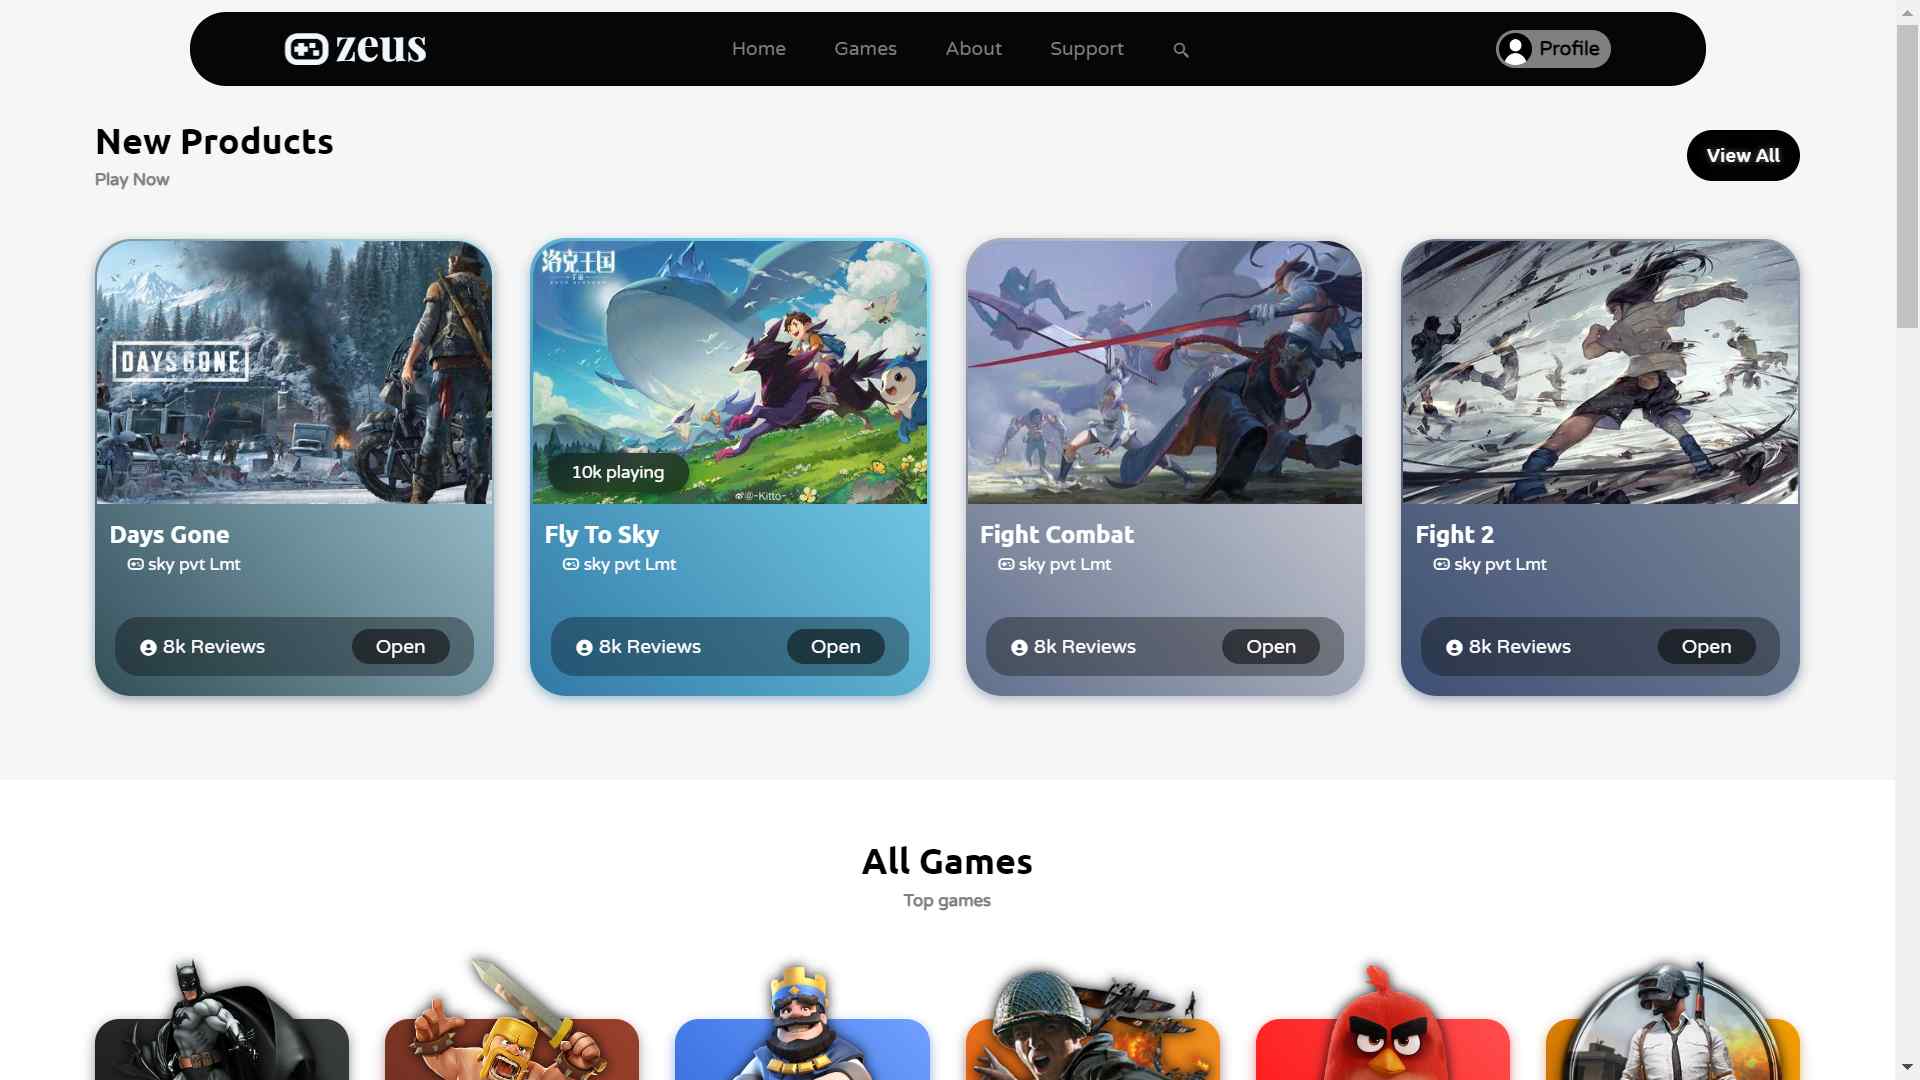 zeus
Home
Games
About
Support
Profile
New Products
Play Now
View All
DAYS GONE
洛克王国
10k playing
@-Kitto-
Days Gone
sky pvt Lmt
8k Reviews
Open
Fly To Sky
sky pvt Lmt
8k Reviews
Open
Fight Combat
sky pvt Lmt
8k Reviews
Open
Fight 2
sky pvt Lmt
8k Reviews
Open
All Games
Top games